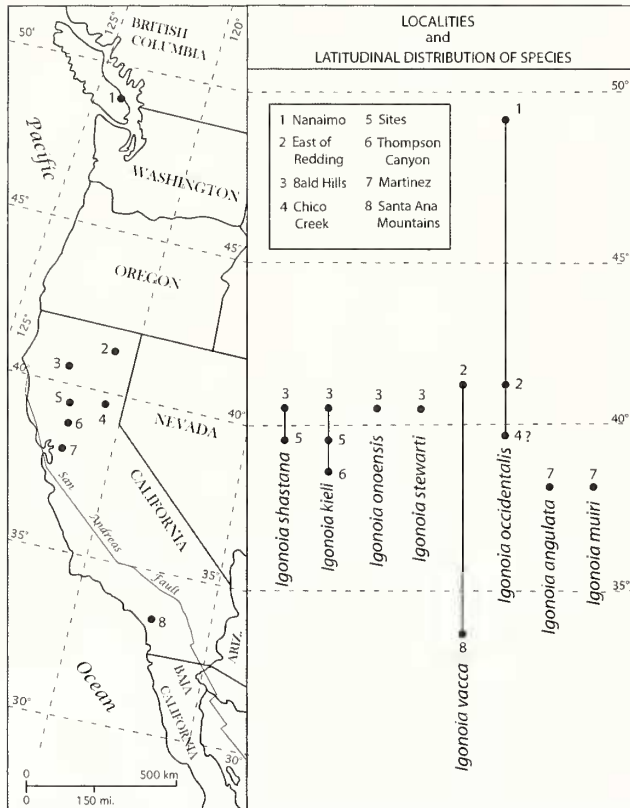 LOCALITIES
and
LATITUDINAL DISTRIBUTION OF SPECIES
125°
120°
BRITISH
COLUMBIA
50°
1
Pacific
WASHINGTON
45°
45°
OREGON
125°
2
3
40°
40°
5
4
6
7
NEVADA
CALIFORNIA
San
Andreas
Fault
35°
35°
8
ARIZ.
Ocean
BAJA
CALIFORNIA
30°
30°
0
500 km
0
150 mi.
1 Nanaimo
2 East of
Redding
3 Bald Hills
4 Chico
Creek
5 Sites
6 Thompson
Canyon
7 Martinez
8 Santa Ana
Mountains
50°
45°
40°
35°
3
5
Igonoia shastana
3
5
6
Igonoia kieli
3
Igonoia onoensis
3
Igonoia stewarti
2
8
Igonoia vacca
1
2
4?
Igonoia occidentalis
7
Igonoia angulata
7
Igonoia muiri